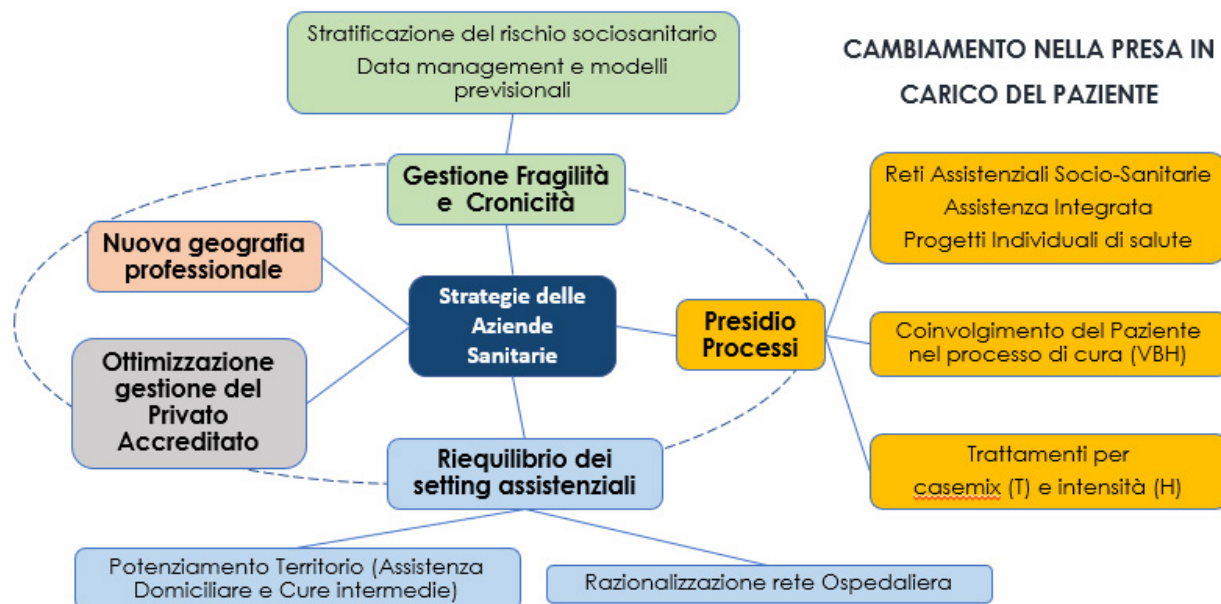 Stratificazione del rischio sociosanitario
Data management e modelli
previsionali
CAMBIAMENTO NELLA PRESA IN
CARICO DEL PAZIENTE
Gestione Fragilità
e Cronicità
Reti Assistenziali Socio-Sanitarie
Assistenza Integrata
Progetti Individuali di salute
Nuova geografia
professionale
Strategie delle
Aziende
Sanitarie
Presidio
Processi
Coinvolgimento del Paziente
nel processo di cura (VBH)
Ottimizzazione
gestione del
Privato
Accreditato
Riequilibrio dei
setting assistenziali
Trattamenti per
casemix (T) e intensità (H)
Potenziamento Territorio (Assistenza
Domiciliare e Cure intermedie)
Razionalizzazione rete Ospedaliera